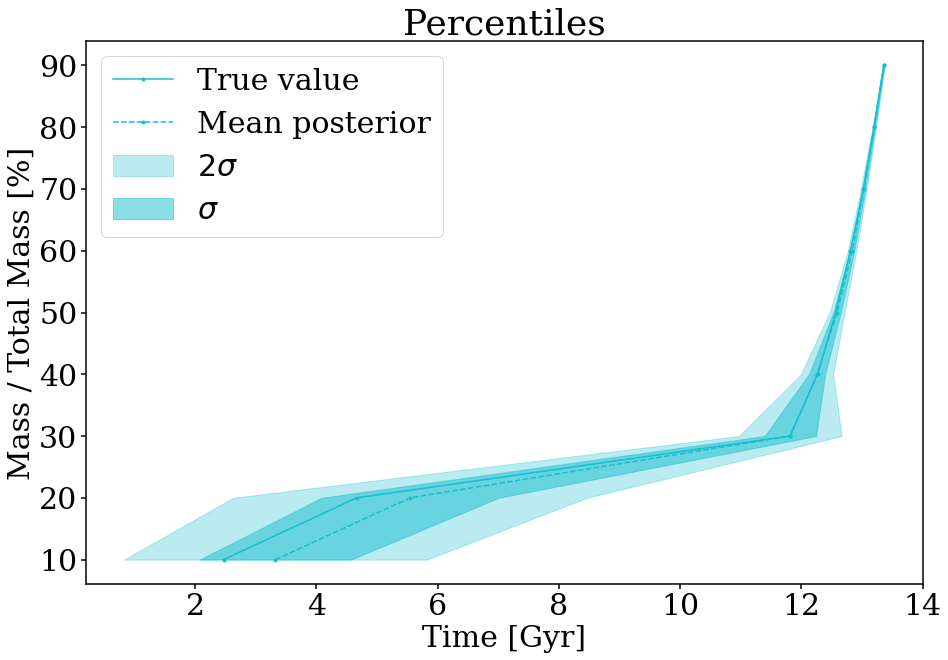 Percentiles
True value
Mean posterior
2σ
σ
Mass / Total Mass [%]
90
80
70
60
50
40
30
20
10
2 4 6 8 10 12 14
Time [Gyr]